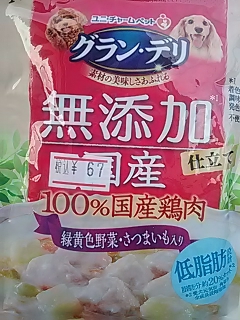 ユニ・チャームペット
グラン・デリ
素材の美味しさあふれる
無添加*1
税込¥ 67
国産
仕立て
100%国産鶏肉
緑黄色野菜・さつまいも入り
低脂肪